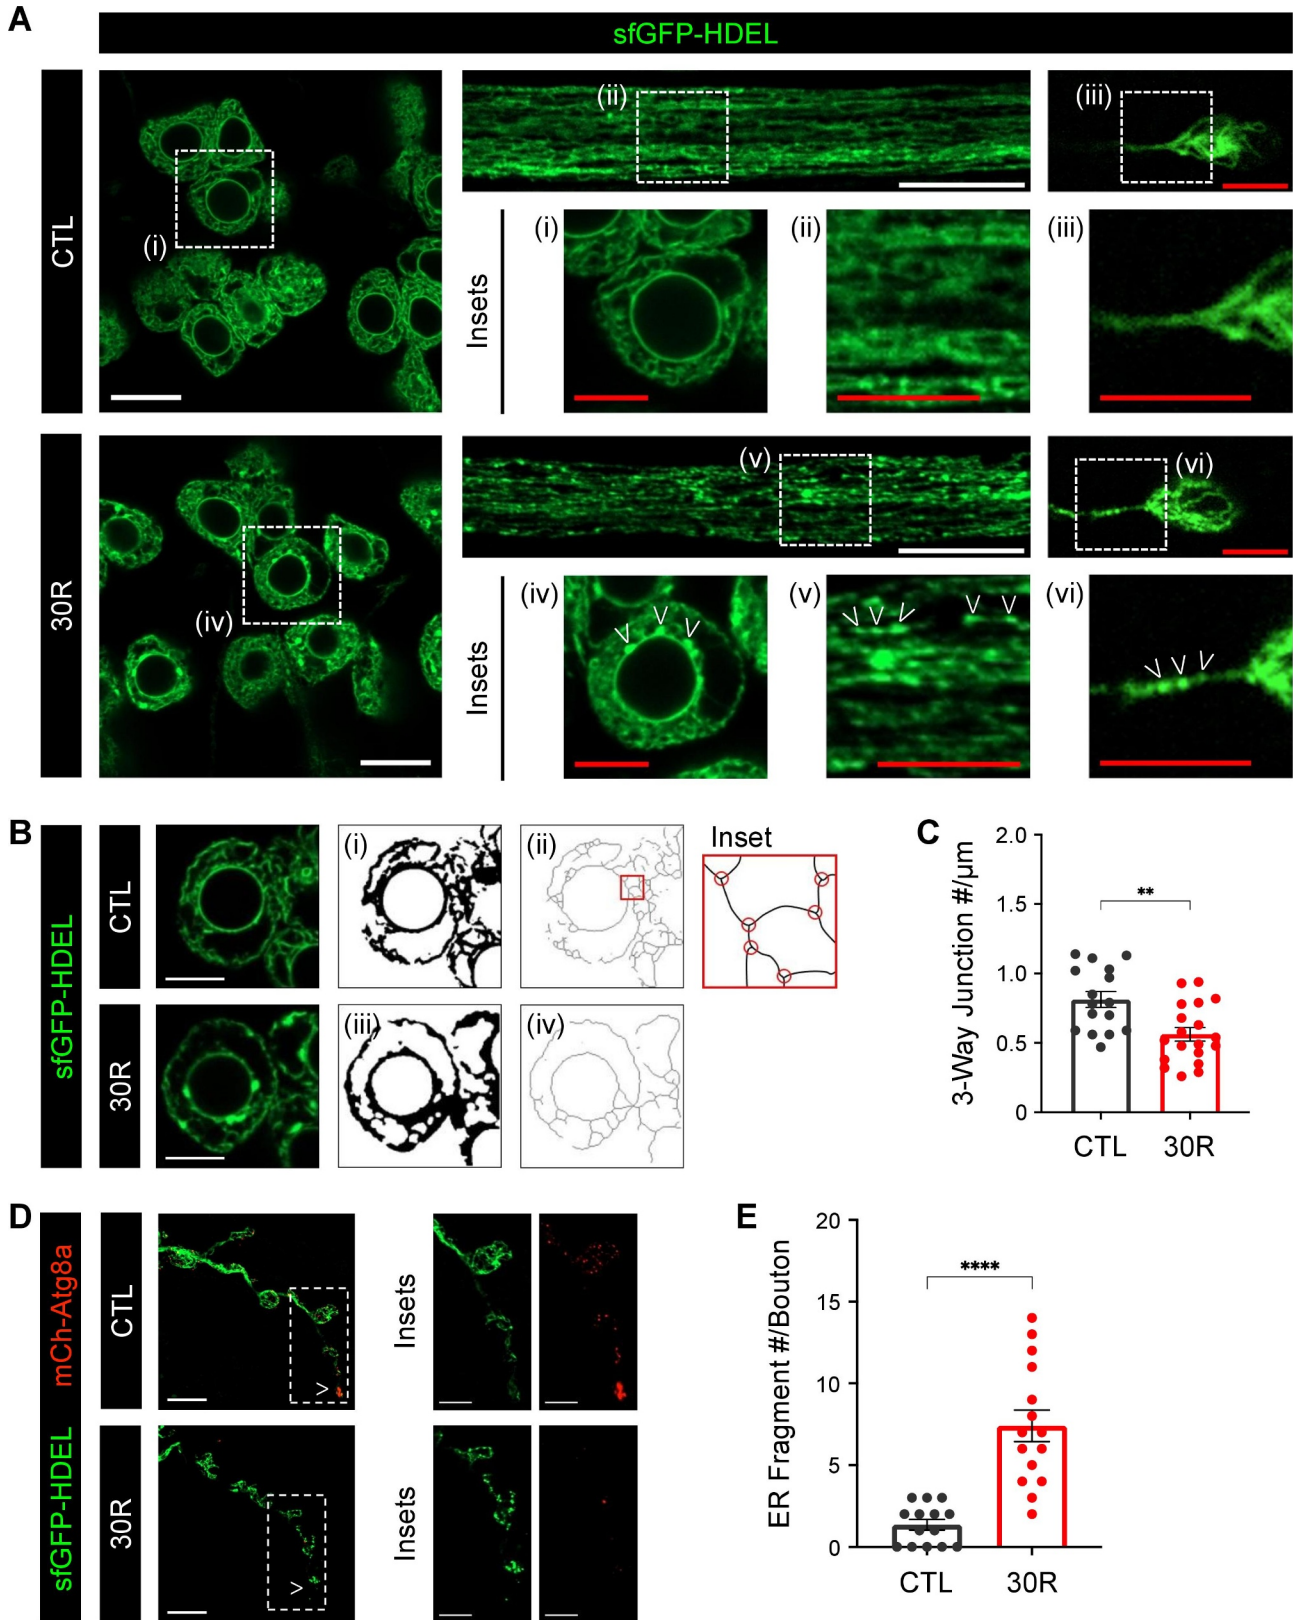 A
sfGFP-HDEL
CTL
(i)
(ii)
(iii)
Insets
(i)
(ii)
(iii)
30R
(iv)
(v)
(vi)
Insets
(iv)
(v)
(vi)
B
sfGFP-HDEL
CTL
(i)
(ii)
Inset
30R
(iii)
(iv)
C
3-Way Junction #/µm
2.0
1.5
1.0
0.5
0
**
CTL
30R
D
sfGFP-HDEL mCh-Atg8a
CTL
Insets
30R
Insets
E
ER Fragment #/Bouton
20
15
10
5
0
****
CTL
30R